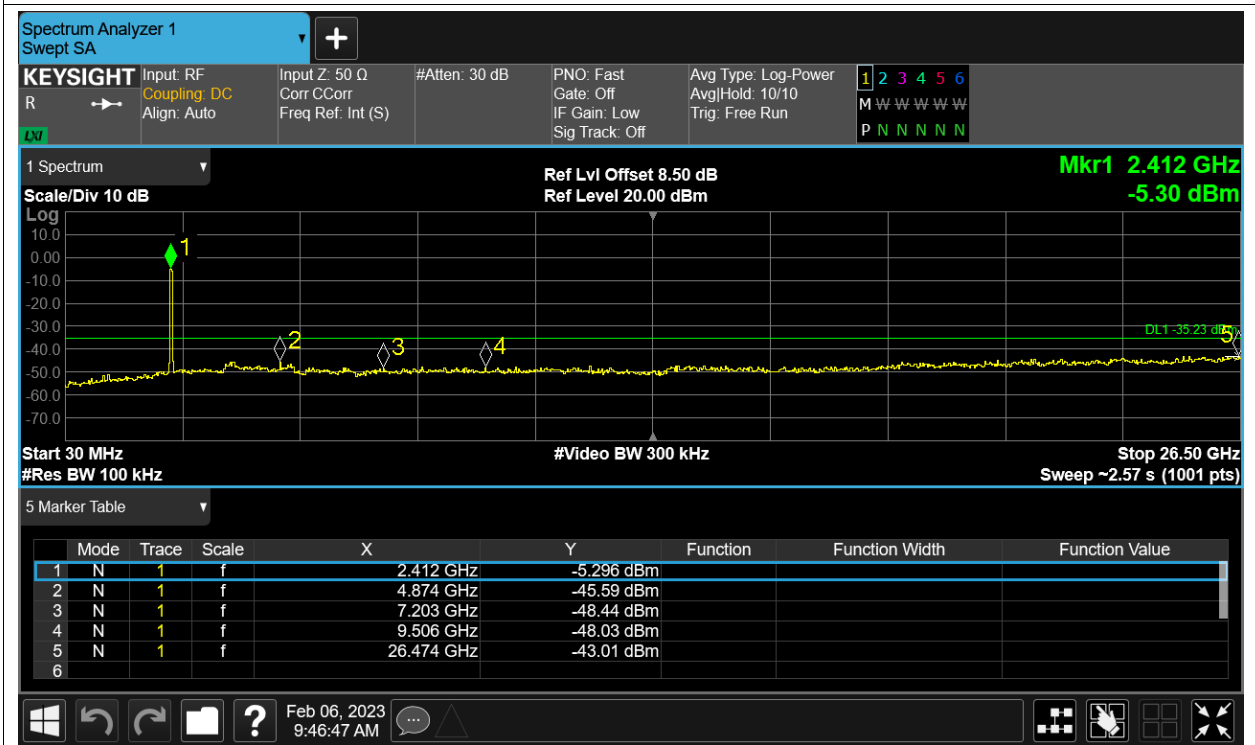 Spectrum Analyzer 1
Swept SA
KEYSIGHT Input: RF Input Z: 50 Ω #Atten: 30 dB PNO: Fast Avg Type: Log-Power 1 2 3 4 5 6
R Coupling: DC Corr CCorr Gate: Off Avg|Hold: 10/10 M W W W W W
Align: Auto Freq Ref: Int (S) IF Gain: Low Trig: Free Run
LXI Sig Track: Off P N N N N N
1 Spectrum
Ref Lvl Offset 8.50 dB Mkr1 2.412 GHz
Scale/Div 10 dB Ref Level 20.00 dBm -5.30 dBm
Log
10.0
1
0.00
-10.0
-20.0
-30.0
DL1 -35.23 dBm
2 3 4 5
-40.0
-50.0
-60.0
-70.0
Start 30 MHz #Video BW 300 kHz Stop 26.50 GHz
#Res BW 100 kHz Sweep ~2.57 s (1001 pts)
5 Marker Table
Mode Trace Scale X Y Function Function Width Function Value
1 N 1 f 2.412 GHz -5.296 dBm
2 N 1 f 4.874 GHz -45.59 dBm
3 N 1 f 7.203 GHz -48.44 dBm
4 N 1 f 9.506 GHz -48.03 dBm
5 N 1 f 26.474 GHz -43.01 dBm
6
? Feb 06, 2023
9:46:47 AM